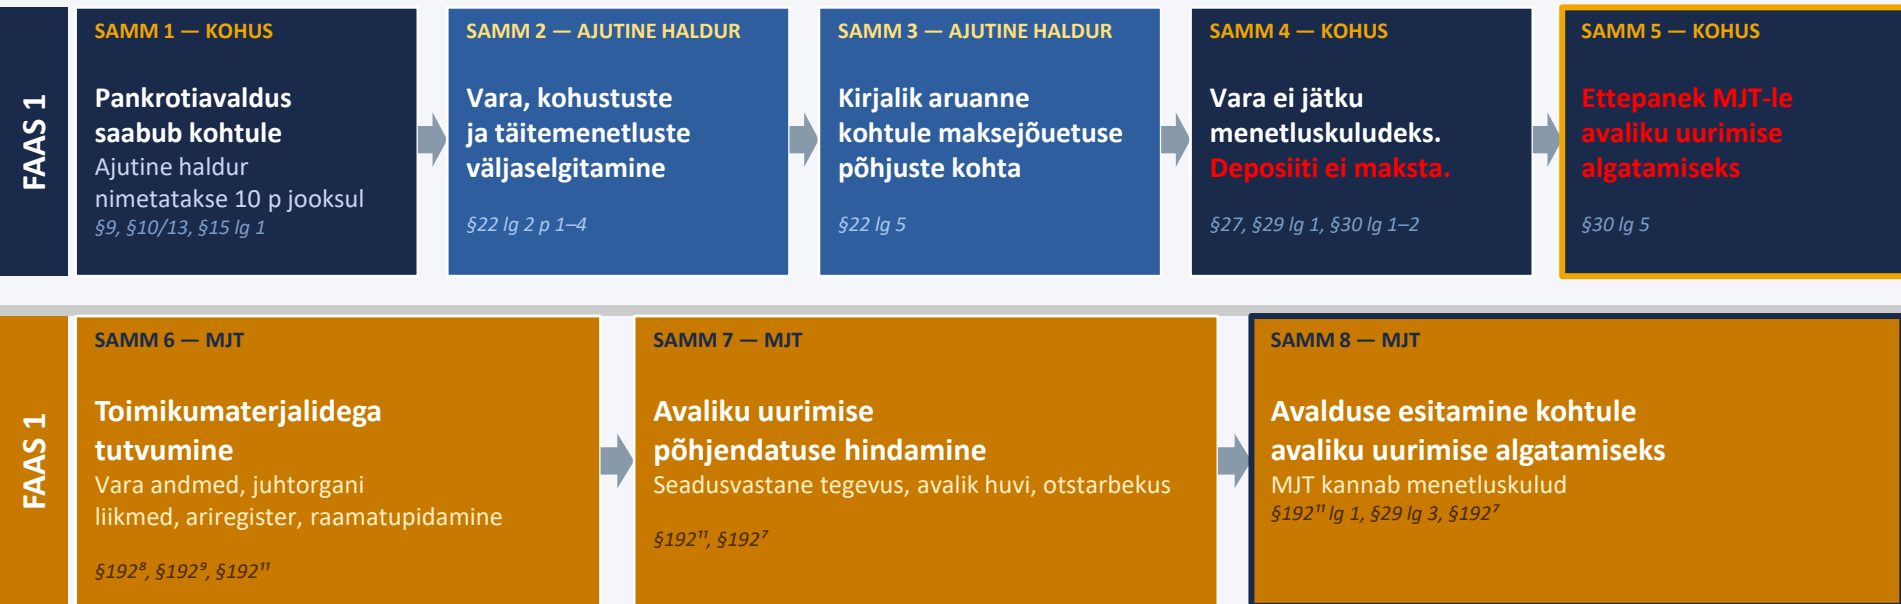 FAAS 1
SAMM 1 — KOHUS
Pankrotiavaldus
saabub kohtule
Ajutine haldur
nimetatakse 10 p jooksul
§9, §10/13, §15 lg 1
SAMM 2 — AJUTINE HALDUR
Vara, kohustuste
ja täitemenetluste
väljaselgitamine
§22 lg 2 p 1–4
SAMM 3 — AJUTINE HALDUR
Kirjalik aruanne
kohtule maksejõuetuse
põhjuste kohta
§22 lg 5
SAMM 4 — KOHUS
Vara ei jätku
menetluskuludeks.
Deposiiti ei maksta.
§27, §29 lg 1, §30 lg 1–2
SAMM 5 — KOHUS
Ettepanek MJT-le
avaliku uurimise
algatamiseks
§30 lg 5
FAAS 1
SAMM 6 — MJT
Toimikumaterjalidega
tutvumine
Vara andmed, juhtorgani
liikmed, ariregister, raamatupidamine
§192⁸, §192⁹, §192¹¹
SAMM 7 — MJT
Avaliku uurimise
põhjendatuse hindamine
Seadusvastane tegevus, avalik huvi, otstarbekus
§192¹¹, §192⁷
SAMM 8 — MJT
Avalduse esitamine kohtule
avaliku uurimise algatamiseks
MJT kannab menetluskulud
§192¹¹ lg 1, §29 lg 3, §192⁷